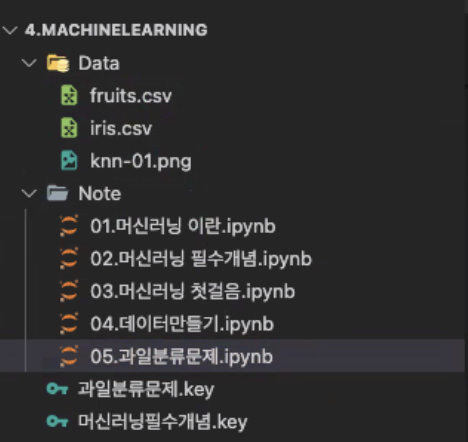 4.MACHINELEARNING
Data
fruits.csv
iris.csv
knn-01.png
Note
01.머신러닝 이란.ipynb
02.머신러닝 필수개념.ipynb
03.머신러닝 첫걸음.ipynb
04.데이터만들기.ipynb
05.과일분류문제.ipynb
과일분류문제.key
머신러닝필수개념.key